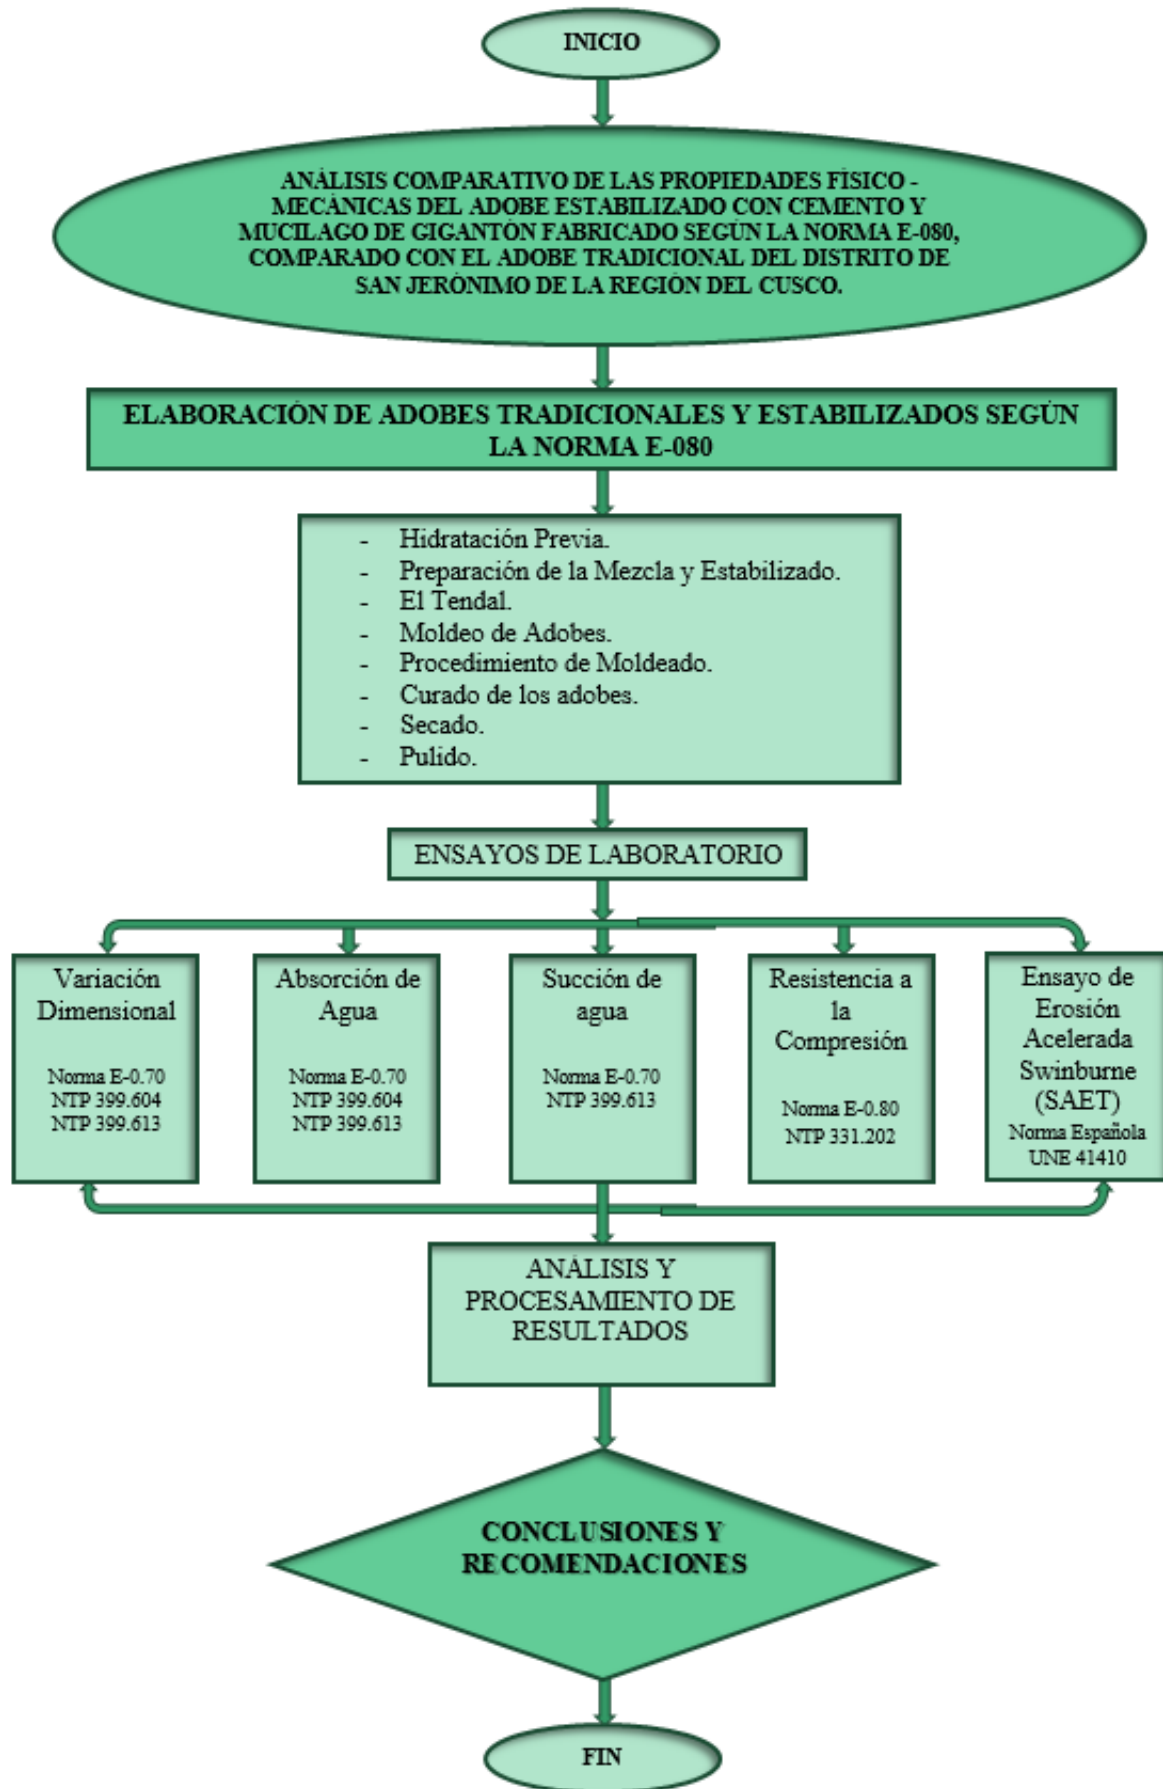 INICIO
ANÁLISIS COMPARATIVO DE LAS PROPIEDADES FÍSICO -
MECÁNICAS DEL ADOBE ESTABILIZADO CON CEMENTO Y
MUCILAGO DE GIGANTÓN FABRICADO SEGÚN LA NORMA E-080,
COMPARADO CON EL ADOBE TRADICIONAL DEL DISTRITO DE
SAN JERÓNIMO DE LA REGIÓN DEL CUSCO.
ELABORACIÓN DE ADOBES TRADICIONALES Y ESTABILIZADOS SEGÚN
LA NORMA E-080
- Hidratación Previa.
- Preparación de la Mezcla y Estabilizado.
- El Tendal.
- Moldeo de Adobes.
- Procedimiento de Moldeado.
- Curado de los adobes.
- Secado.
- Pulido.
ENSAYOS DE LABORATORIO
Variación
Dimensional
Norma E-0.70
NTP 399.604
NTP 399.613
Absorción de
Agua
Norma E-0.70
NTP 399.604
NTP 399.613
Succión de
agua
Norma E-0.70
NTP 399.613
Resistencia a
la
Compresión
Norma E-0.80
NTP 331.202
Ensayo de
Erosión
Acelerada
Swinburne
(SAET)
Norma Española
UNE 41410
ANÁLISIS Y
PROCESAMIENTO DE
RESULTADOS
CONCLUSIONES Y
RECOMENDACIONES
FIN